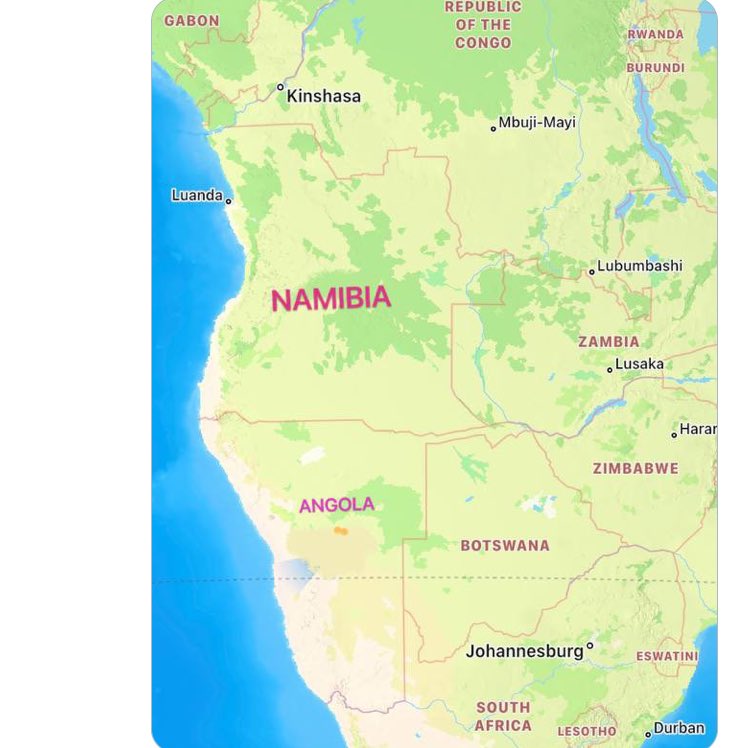 GABON
REPUBLIC
OF THE
CONGO
RWANDA
BURUNDI
Kinshasa
Mbuji-Mayi
Luanda
Lubumbashi
NAMIBIA
ZAMBIA
Lusaka
Harar
ZIMBABWE
ANGOLA
BOTSWANA
Johannesburg
ESWATINI
SOUTH
AFRICA
LESOTHO
Durban